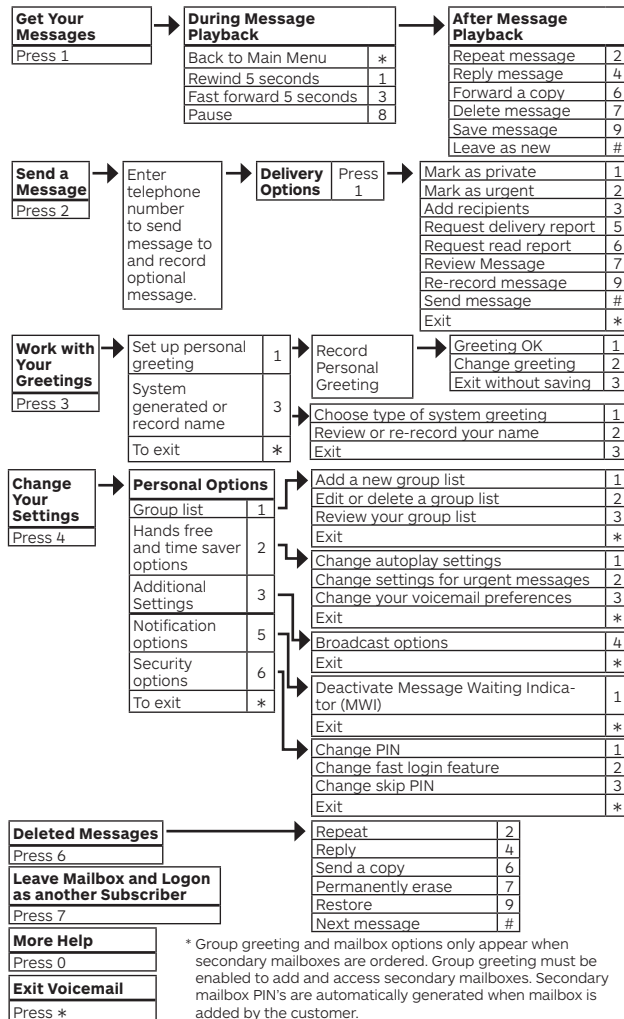 Get Your
Messages
Press 1
During Message
Playback
Back to Main Menu *
Rewind 5 seconds 1
Fast forward 5 seconds 3
Pause 8
After Message
Playback
Repeat message 2
Reply message 4
Forward a copy 6
Delete message 7
Save message 9
Leave as new #
Send a
Message
Press 2
Enter
telephone
number
to send
message to
and record
optional
message.
Delivery
Options
Press
1
Mark as private 1
Mark as urgent 2
Add recipients 3
Request delivery report 5
Request read report 6
Review Message 7
Re-record message 9
Send message #
Exit *
Work with
Your
Greetings
Press 3
Set up personal
greeting 1
System
generated or
record name 3
To exit *
Record
Personal
Greeting
Greeting OK 1
Change greeting 2
Exit without saving 3
Choose type of system greeting 1
Review or re-record your name 2
Exit 3
Change
Your
Settings
Press 4
Personal Options
Group list 1
Hands free
and time saver
options 2
Additional
Settings 3
Notification
options 5
Security
options 6
To exit *
Add a new group list 1
Edit or delete a group list 2
Review your group list 3
Exit *
Change autoplay settings 1
Change settings for urgent messages 2
Change your voicemail preferences 3
Exit *
Broadcast options 4
Exit *
Deactivate Message Waiting Indica-
tor (MWI) 1
Exit *
Change PIN 1
Change fast login feature 2
Change skip PIN 3
Exit *
Deleted Messages
Press 6
Repeat 2
Reply 4
Send a copy 6
Permanently erase 7
Restore 9
Next message #
Leave Mailbox and Logon
as another Subscriber
Press 7
More Help
Press 0
Exit Voicemail
Press *
* Group greeting and mailbox options only appear when
secondary mailboxes are ordered. Group greeting must be
enabled to add and access secondary mailboxes. Secondary
mailbox PIN's are automatically generated when mailbox is
added by the customer.